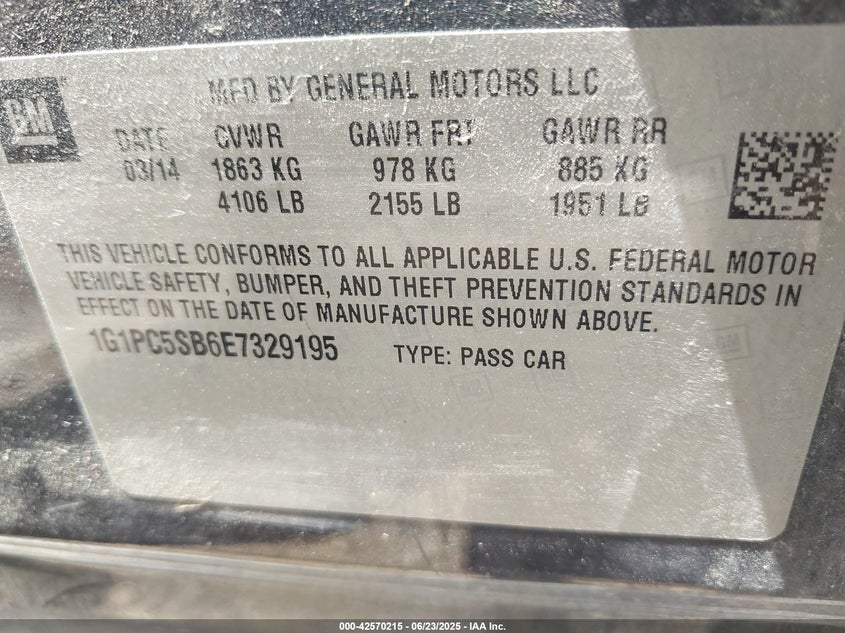 MFD BY GENERAL MOTORS LLC
GM
DATE GVWR GAWR FRT GAWR RR
03/14 1863 KG 978 KG 885 KG
4106 LB 2155 LB 1951 LB
THIS VEHICLE CONFORMS TO ALL APPLICABLE U.S. FEDERAL MOTOR
VEHICLE SAFETY, BUMPER, AND THEFT PREVENTION STANDARDS IN
EFFECT ON THE DATE OF MANUFACTURE SHOWN ABOVE.
1G1PC5SB6E7329195 TYPE: PASS CAR
000-42570215 - 06/23/2025 - IAA Inc.